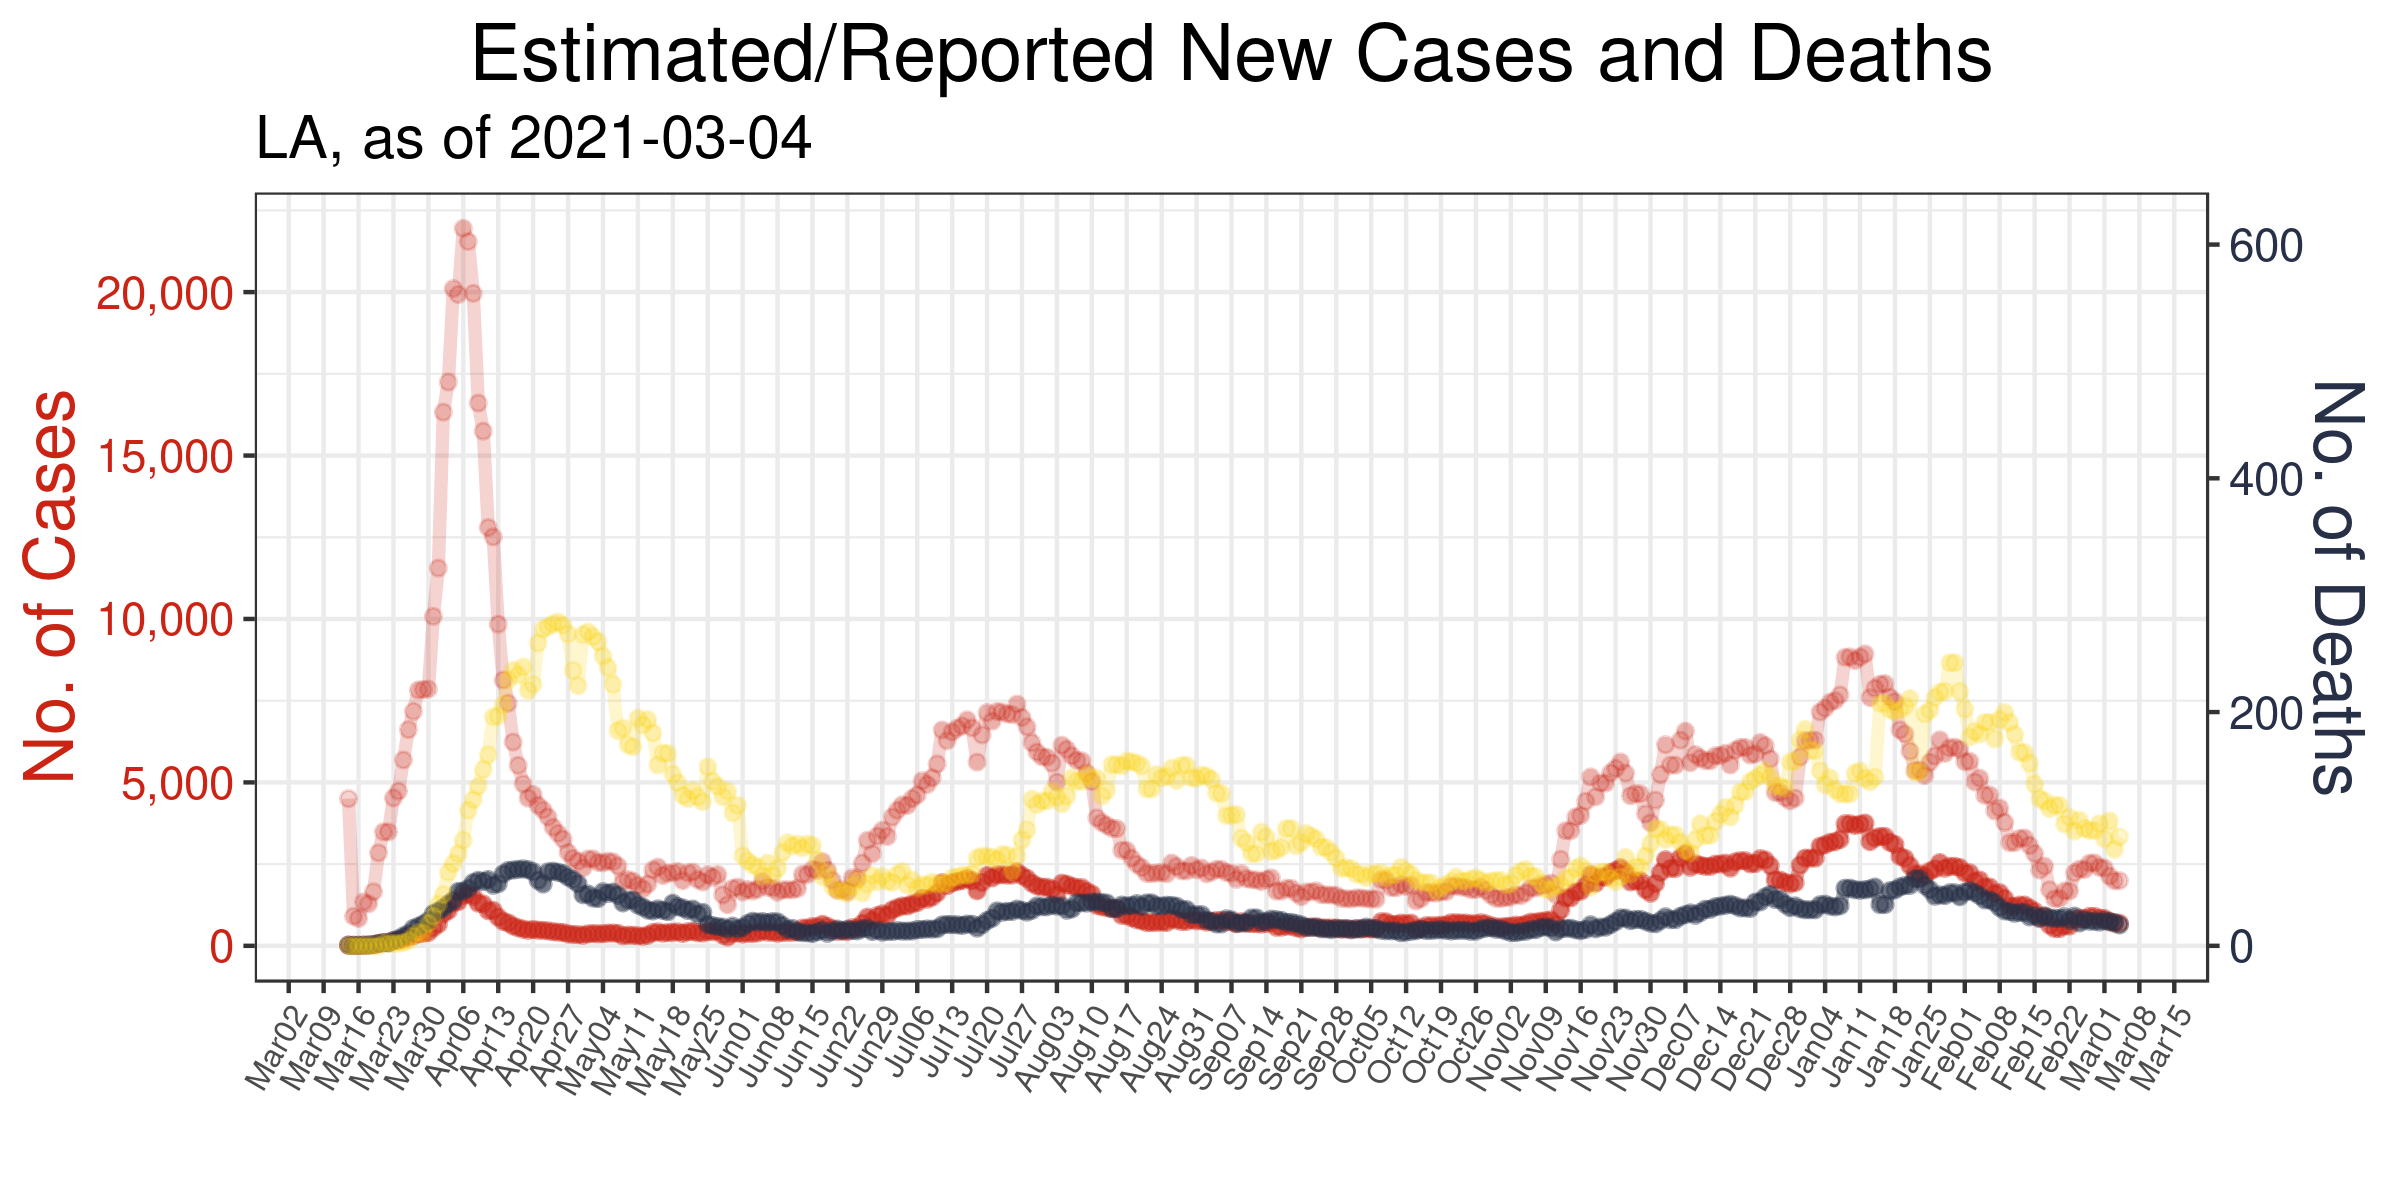 Estimated/Reported New Cases and Deaths
LA, as of 2021-03-04
No. of Cases
20,000
15,000
10,000
5,000
0
600
400
200
0
No. of Deaths
Mar02
Mar09
Mar16
Mar23
Mar30
Apr06
Apr13
Apr20
Apr27
May04
May11
May18
May25
Jun01
Jun08
Jun15
Jun22
Jun29
Jul06
Jul13
Jul20
Jul27
Aug03
Aug10
Aug17
Aug24
Aug31
Sep07
Sep14
Sep21
Sep28
Oct05
Oct12
Oct19
Oct26
Nov02
Nov09
Nov16
Nov23
Nov30
Dec07
Dec14
Dec21
Dec28
Jan04
Jan11
Jan18
Jan25
Feb01
Feb08
Feb15
Feb22
Mar01
Mar08
Mar15